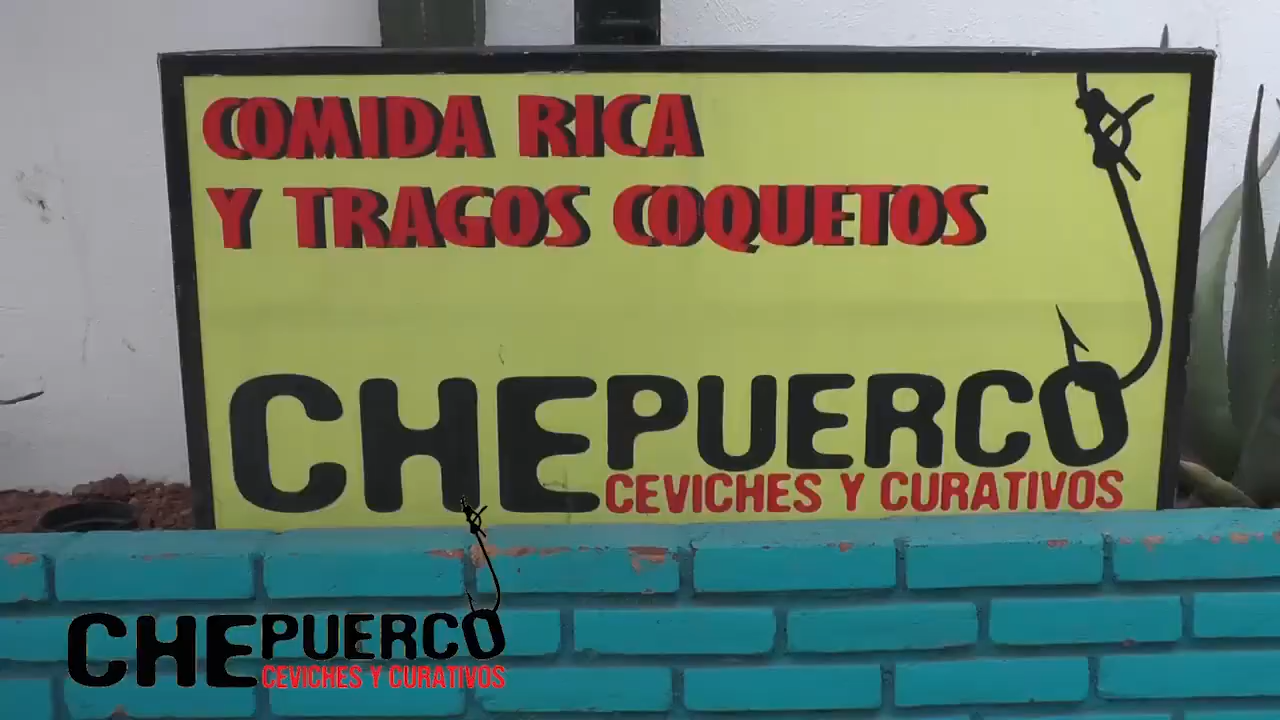 COMIDA RICA
Y TRAGOS COQUETOS
CHEPUERCO
CEVICHES Y CURATIVOS
CHEPUERCO
CEVICHES Y CURATIVOS